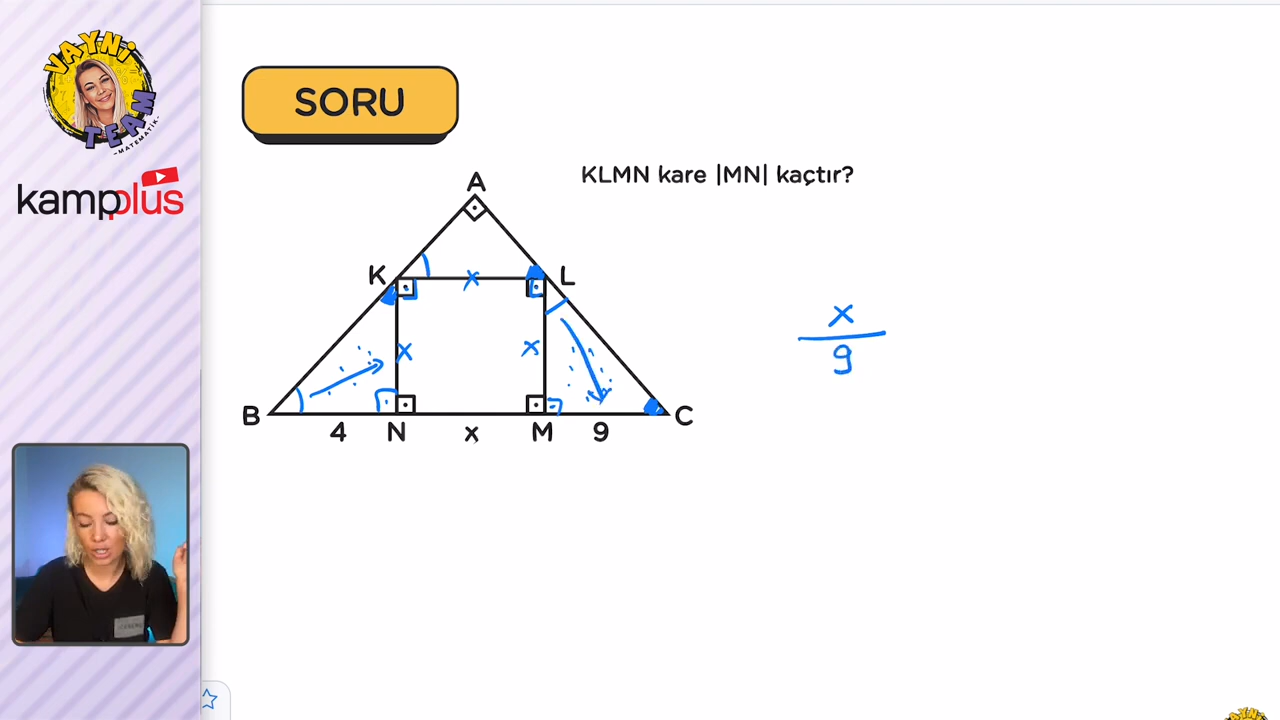 VAYNİ
TEAM
-MATEMATİK-
kampplus
SORU
KLMN kare |MN| kaçtır?
A
K
x
L
x
x
x
9
B
C
4
N
x
M
9